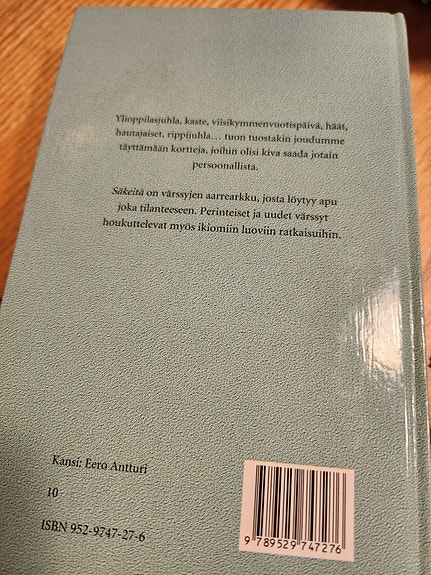 Ylioppilasjuhla, kaste, viisikymmenvuotispäivä, häät,
hautajaiset, rippijuhla... tuon tuostakin joudumme
täyttämään kortteja, joihin olisi kiva saada jotain
persoonallista.
Säkeitä on värssyjen aarrearkku, josta löytyy apu
joka tilanteeseen. Perinteiset ja uudet värssyt
houkuttelevat myös ikiomiin luoviin ratkaisuihin.
Kansi: Eero Antturi
10
ISBN 952-9747-27-6
9 789529 747276